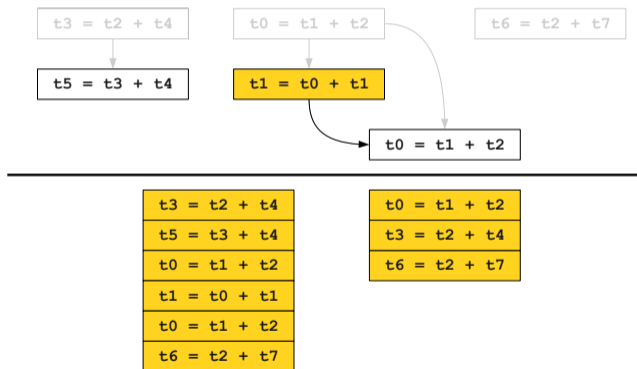 t3 = t2 + t4
t0 = t1 + t2
t6 = t2 + t7
t5 = t3 + t4
t1 = t0 + t1
t0 = t1 + t2
t3 = t2 + t4
t5 = t3 + t4
t0 = t1 + t2
t1 = t0 + t1
t0 = t1 + t2
t6 = t2 + t7
t0 = t1 + t2
t3 = t2 + t4
t6 = t2 + t7